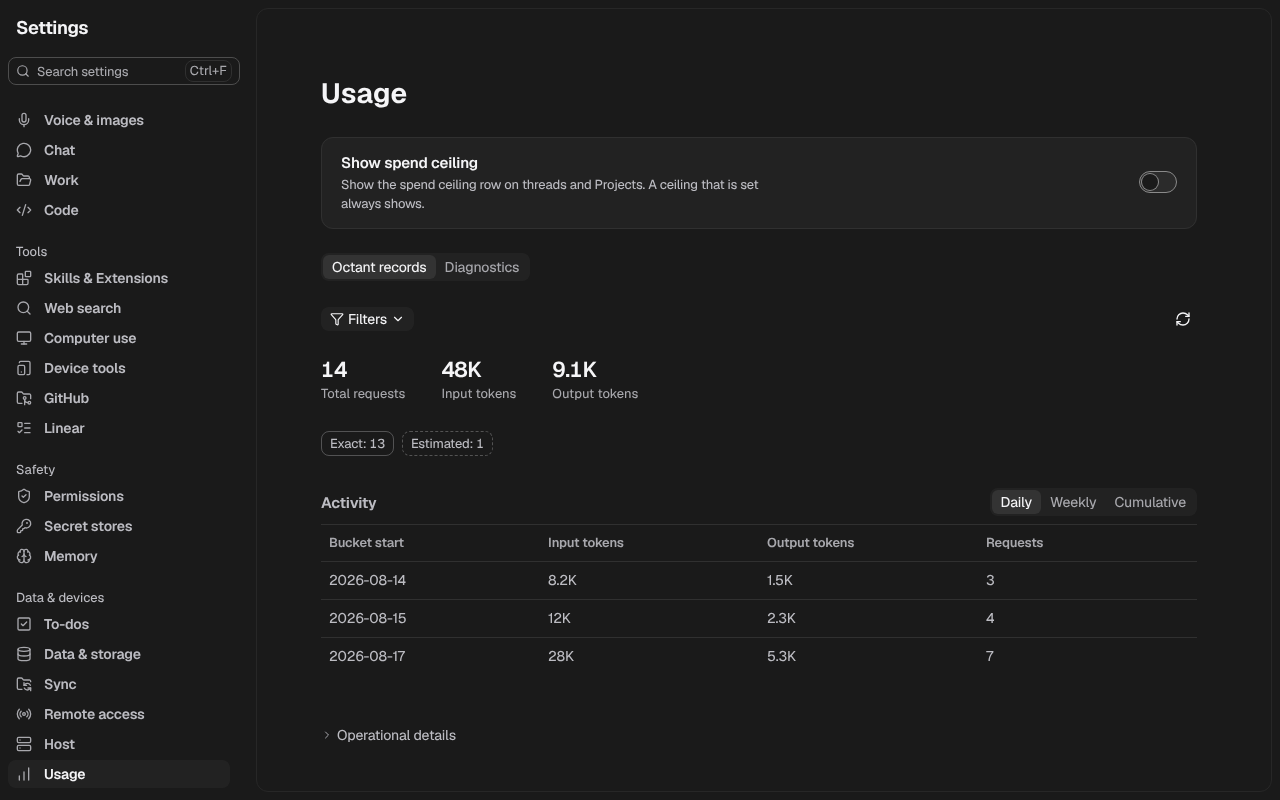 Settings
Search settings Ctrl+F
Voice & images
Chat
Work
Code
Tools
Skills & Extensions
Web search
Computer use
Device tools
GitHub
Linear
Safety
Permissions
Secret stores
Memory
Data & devices
To-dos
Data & storage
Sync
Remote access
Host
Usage
Usage
Show spend ceiling
Show the spend ceiling row on threads and Projects. A ceiling that is set
always shows.
Octant records Diagnostics
Filters
14 48K 9.1K
Total requests Input tokens Output tokens
Exact: 13 Estimated: 1
Activity Daily Weekly Cumulative
Bucket start Input tokens Output tokens Requests
2026-08-14 8.2K 1.5K 3
2026-08-15 12K 2.3K 4
2026-08-17 28K 5.3K 7
Operational details